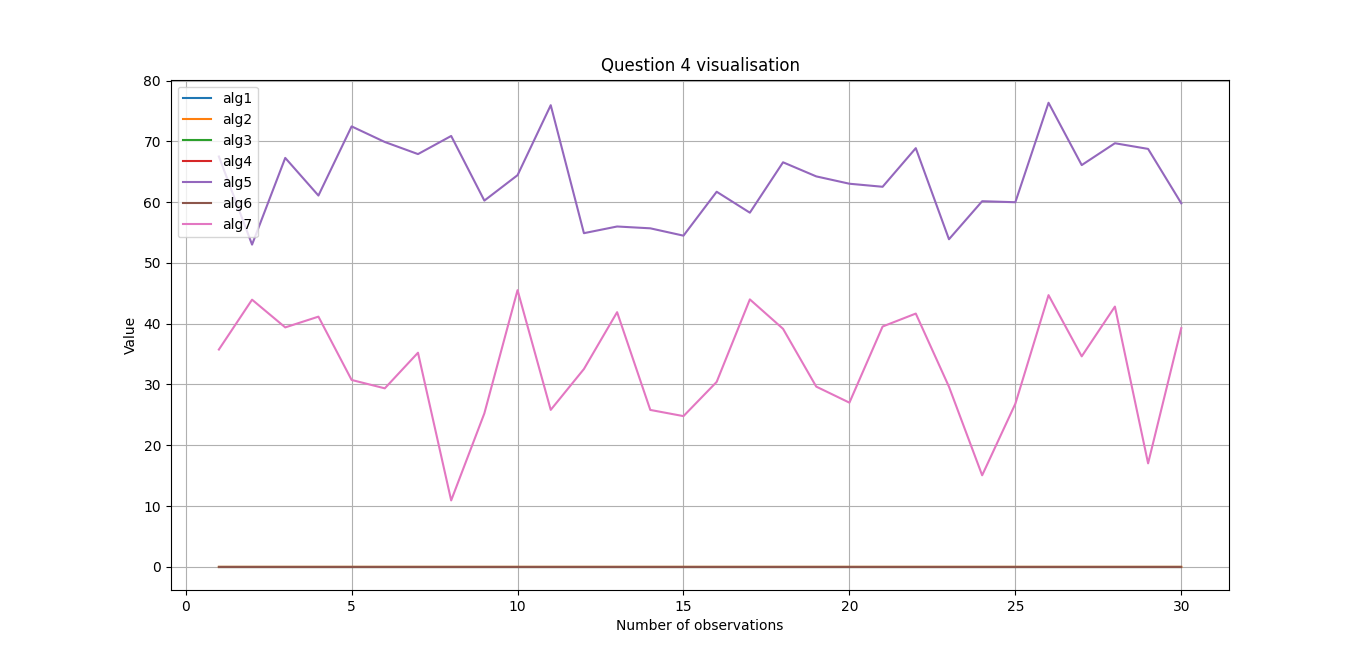 Question 4 visualisation
80
70
60
50
40
30
20
10
0
Value
alg1
alg2
alg3
alg4
alg5
alg6
alg7
0 5 10 15 20 25 30
Number of observations